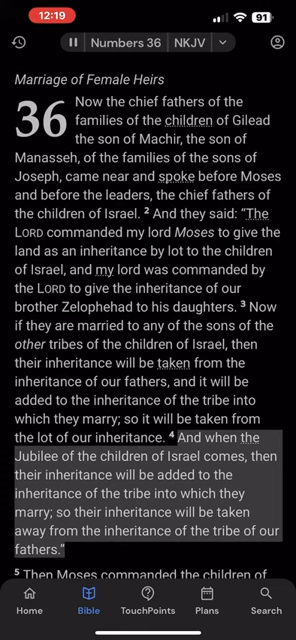 12:19
91
Numbers 36
NKJV
Marriage of Female Heirs
36 Now the chief fathers of the
families of the children of Gilead
the son of Machir, the son of
Manasseh, of the families of the sons of
Joseph, came near and spoke before Moses
and before the leaders, the chief fathers of
the children of Israel. 2 And they said: “The
LORD commanded my lord Moses to give the
land as an inheritance by lot to the children
of Israel, and my lord was commanded by
the LORD to give the inheritance of our
brother Zelophehad to his daughters. 3 Now
if they are married to any of the sons of the
other tribes of the children of Israel, then
their inheritance will be taken from the
inheritance of our fathers, and it will be
added to the inheritance of the tribe into
which they marry; so it will be taken from
the lot of our inheritance. 4 And when the
Jubilee of the children of Israel comes, then
their inheritance will be added to the
inheritance of the tribe into which they
marry; so their inheritance will be taken
away from the inheritance of the tribe of our
fathers.”
5 Then Moses commanded the children of
Home
Bible
TouchPoints
Plans
Search